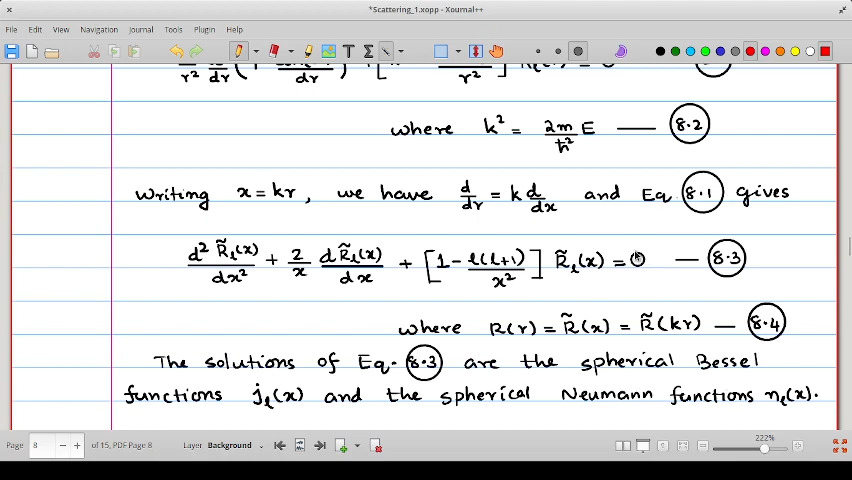 *Scattering_1.xopp - Xournal++
File Edit View Navigation Journal Tools Plugin Help
where k² = 2m/ħ² E — 8.2
Writing x = kr, we have d/dr = k d/dx and Eq 8.1 gives
d² R̃ₗ(x)/dx² + 2/x d R̃ₗ(x)/dx + [1 - l(l+1)/x²] R̃ₗ(x) = 0 — 8.3
where R(r) = R̃(x) = R̃(kr) — 8.4
The solutions of Eq. 8.3 are the spherical Bessel
functions jₗ(x) and the spherical Neumann functions nₗ(x).
Page 8 of 15, PDF Page 8 Layer Background 222%